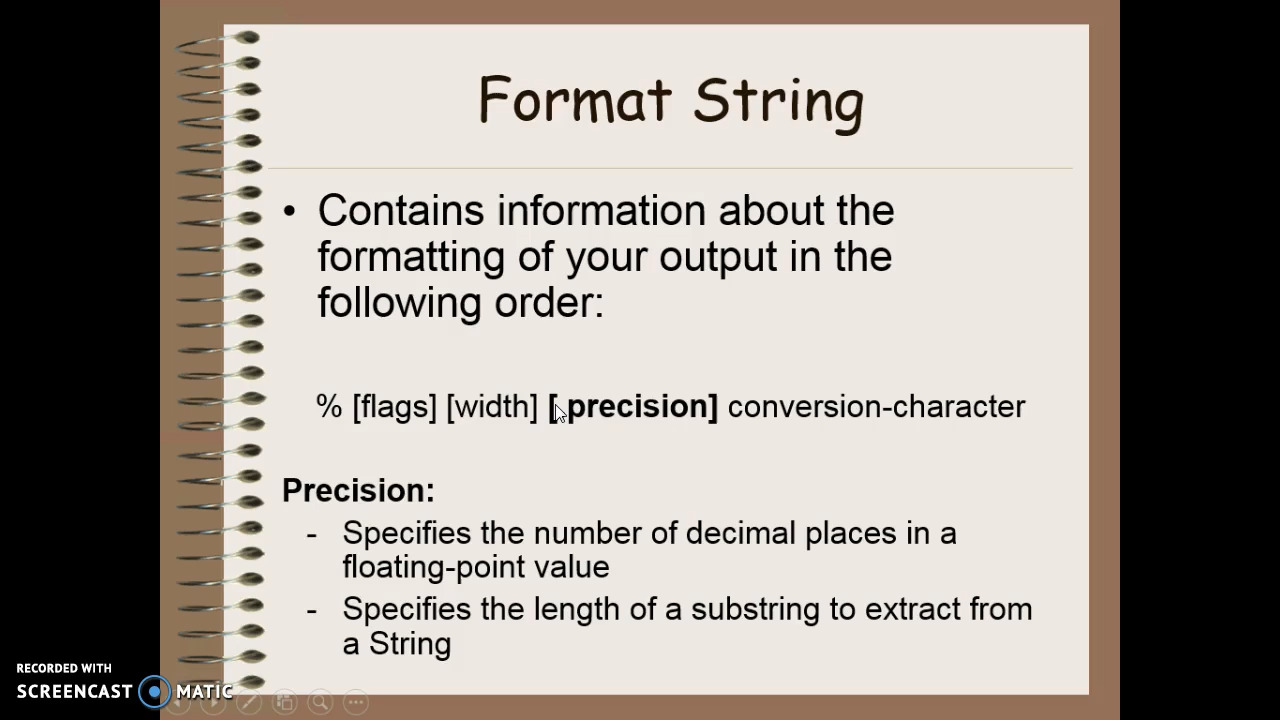 Format String
• Contains information about the
formatting of your output in the
following order:
% [flags] [width] [.precision] conversion-character
Precision:
- Specifies the number of decimal places in a
floating-point value
- Specifies the length of a substring to extract from
a String
RECORDED WITH
SCREENCAST MATIC